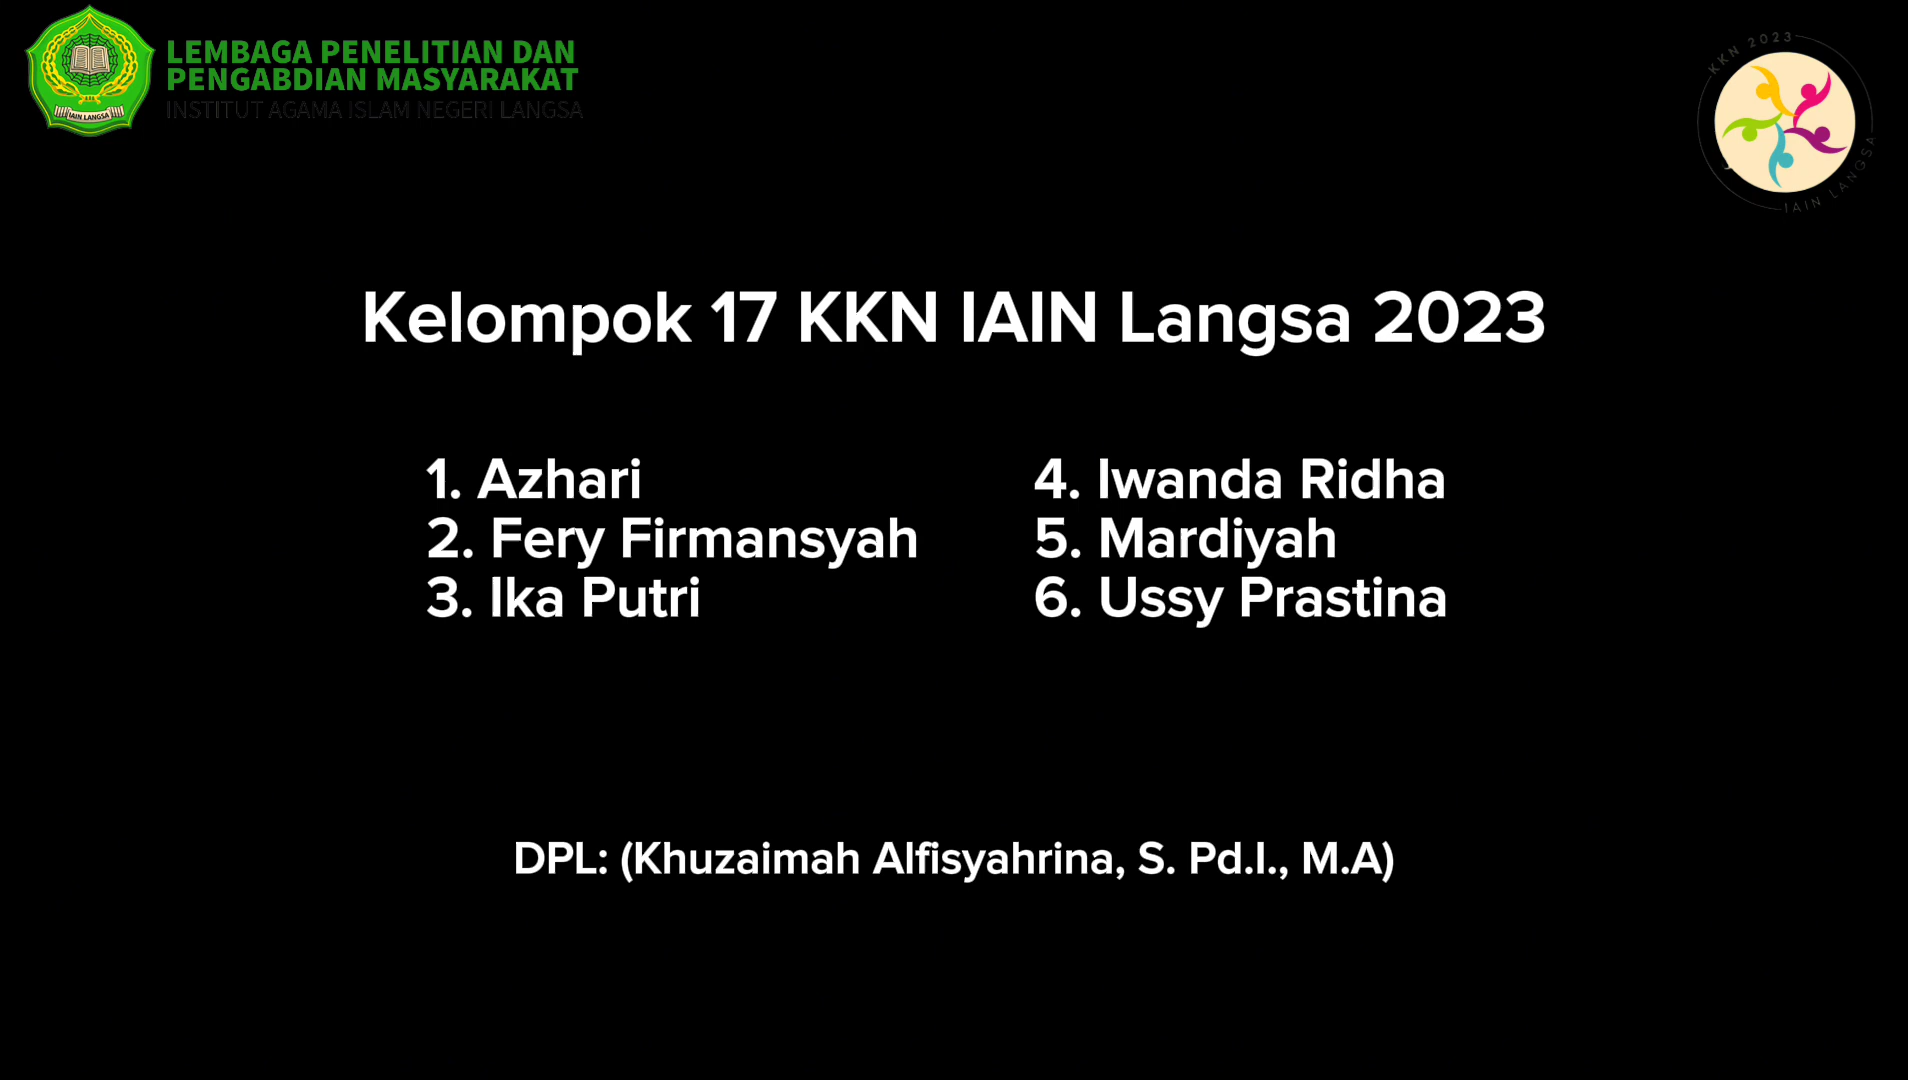 LEMBAGA PENELITIAN DAN
PENGABDIAN MASYARAKAT
INSTITUT AGAMA ISLAM NEGERI LANGSA
IAIN LANGSA
KKN 2023
IAIN LANGSA
Kelompok 17 KKN IAIN Langsa 2023
1. Azhari
2. Fery Firmansyah
3. Ika Putri
4. Iwanda Ridha
5. Mardiyah
6. Ussy Prastina
DPL: (Khuzaimah Alfisyahrina, S. Pd.I., M.A)